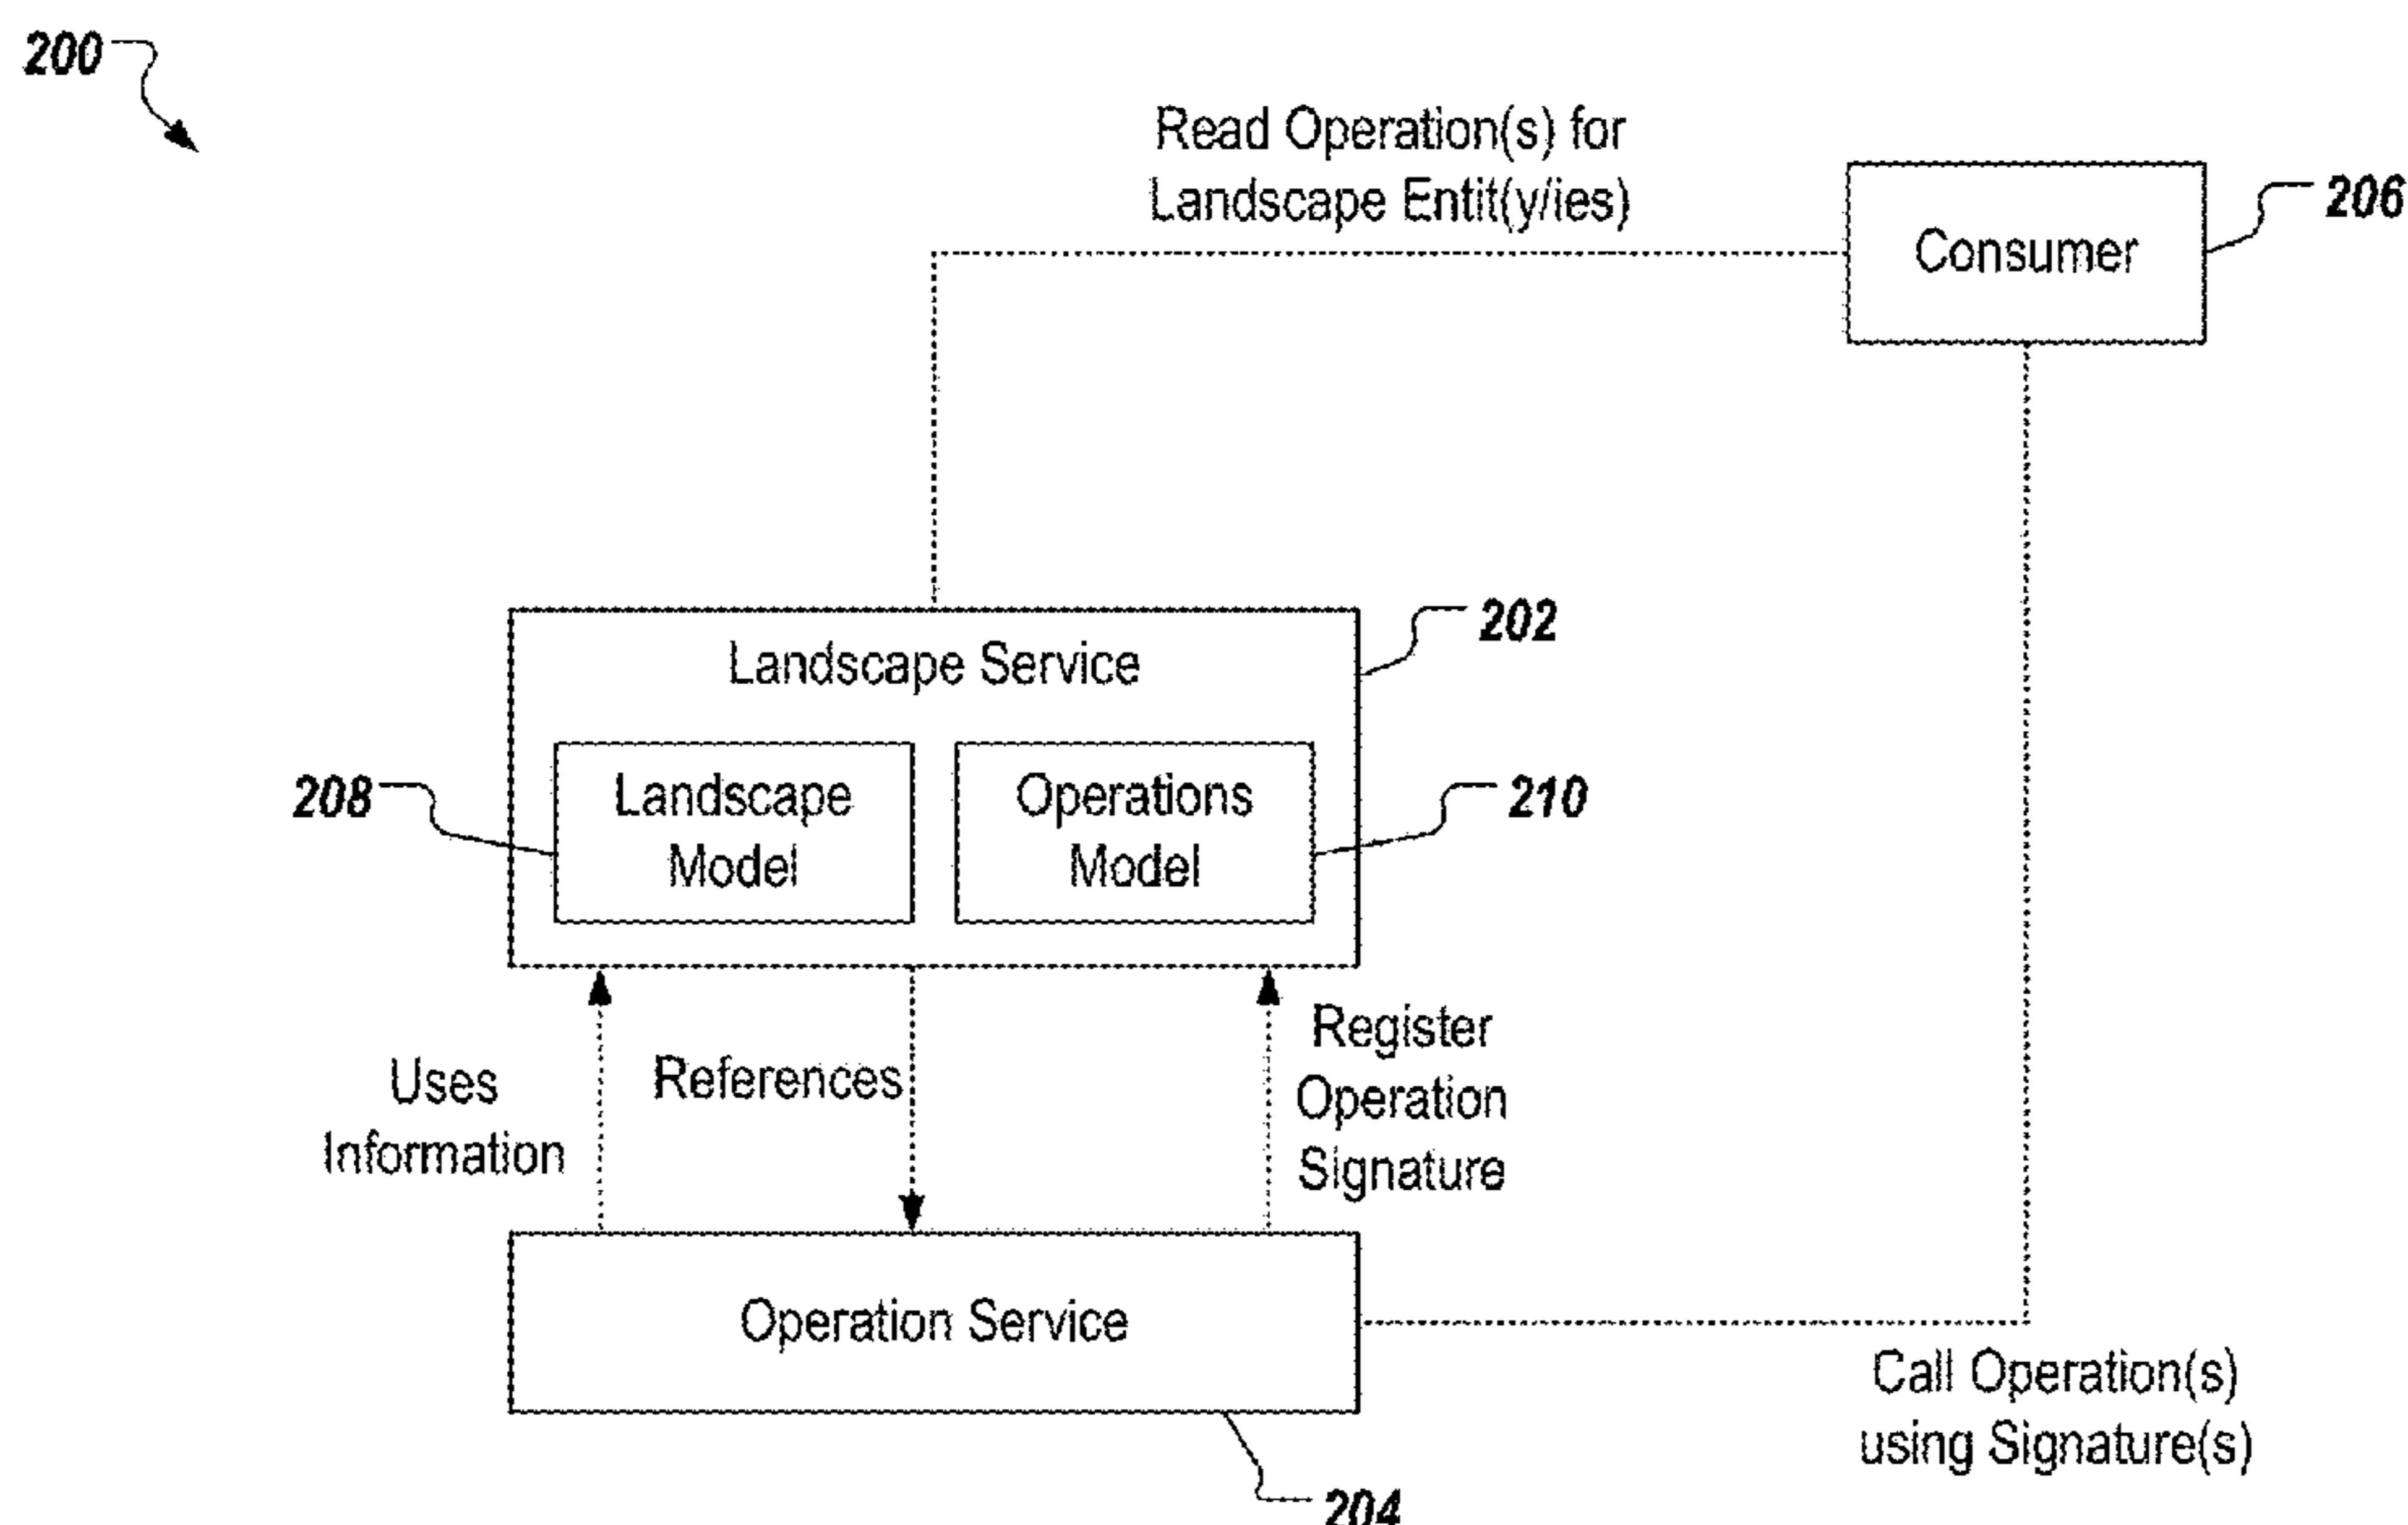 200
Read Operation(s) for
Landscape Entit(y/ies)
Consumer
206
Landscape Service
202
208
Landscape
Model
Operations
Model
210
Uses
Information
References
Register
Operation
Signature
Operation Service
204
Call Operation(s)
using Signature(s)